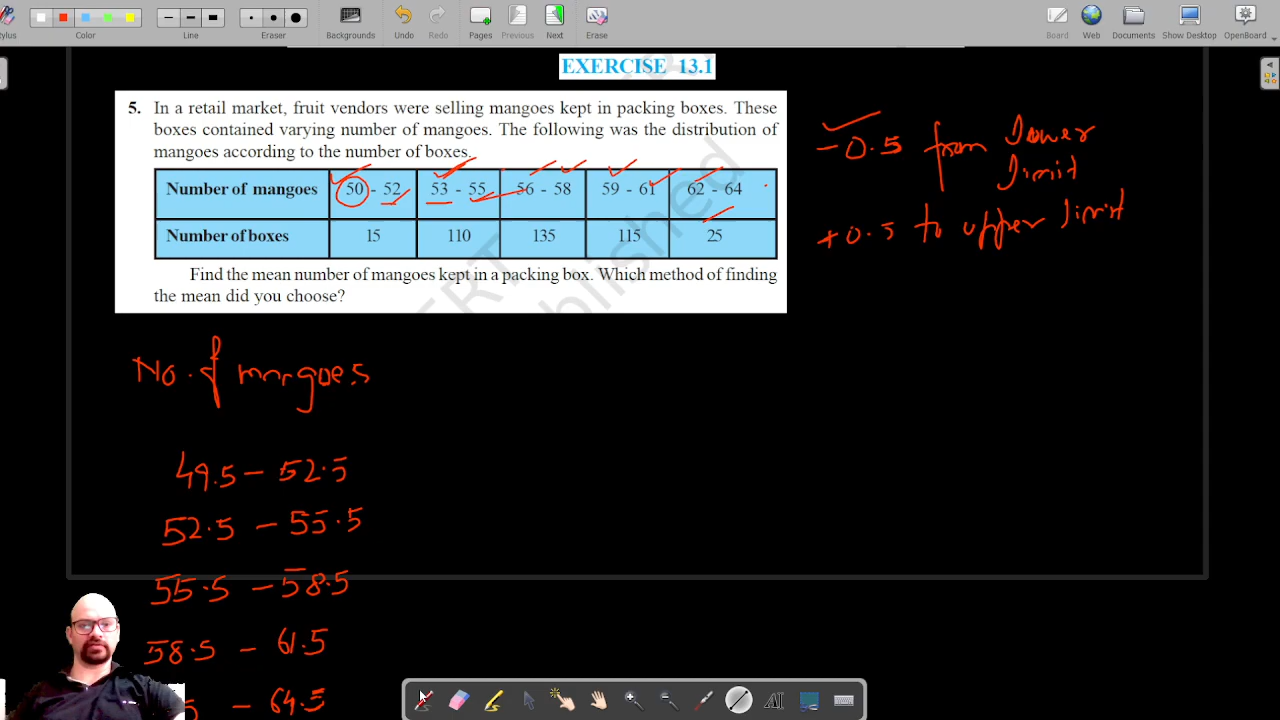 tylus
Color
Line
Eraser
Backgrounds
Undo
Redo
Pages
Previous
Next
Erase
Board
Web
Documents
Show Desktop
OpenBoard
EXERCISE 13.1
5. In a retail market, fruit vendors were selling mangoes kept in packing boxes. These
boxes contained varying number of mangoes. The following was the distribution of
mangoes according to the number of boxes.
Number of mangoes 50 - 52 53 - 55 56 - 58 59 - 61 62 - 64
Number of boxes 15 110 135 115 25
Find the mean number of mangoes kept in a packing box. Which method of finding
the mean did you choose?
-0.5 from lower
limit
+0.5 to upper limit
No. of mangoes
49.5 - 52.5
52.5 - 55.5
55.5 - 58.5
58.5 - 61.5
5 - 64.5
AI